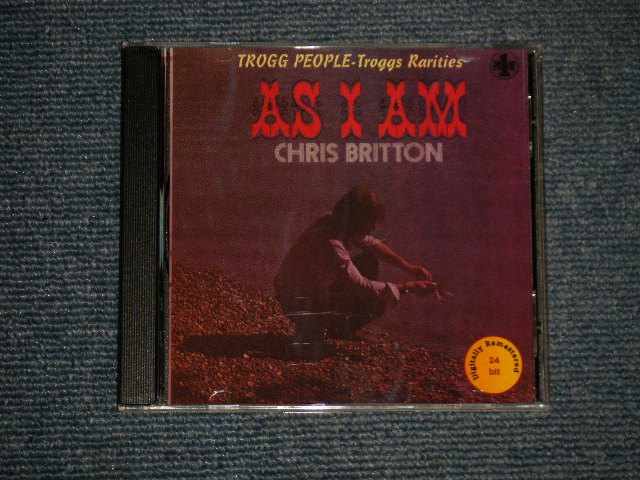 TROGG PEOPLE-Troggs Rarities
AS I AM
CHRIS BRITTON
Digitally Remastered
24
bit